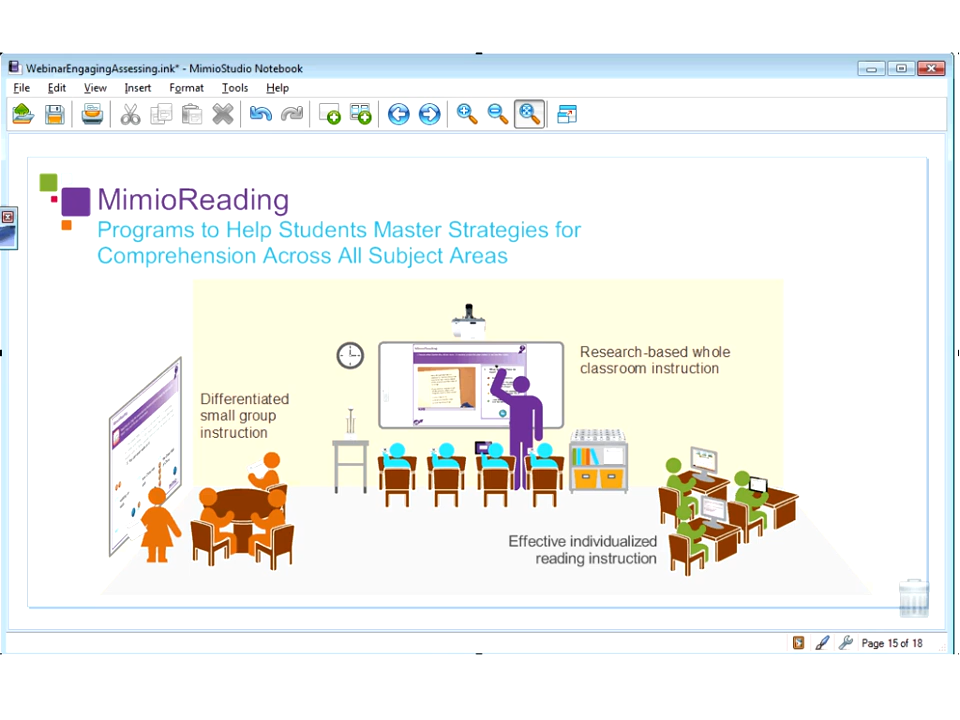 WebinarEngagingAssessing.ink* - MimioStudio Notebook
File Edit View Insert Format Tools Help
MimioReading
Programs to Help Students Master Strategies for
Comprehension Across All Subject Areas
Research-based whole
classroom instruction
Differentiated
small group
instruction
Effective individualized
reading instruction
Page 15 of 18